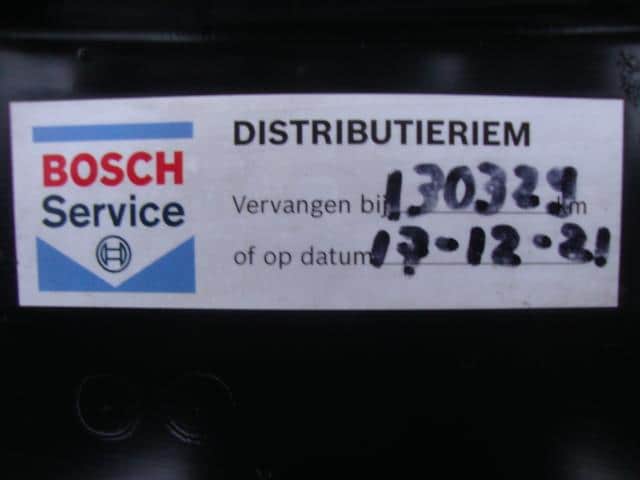 BOSCH
Service
DISTRIBUTIERIEM
Vervangen bij 130329 km
of op datum 17-12-21